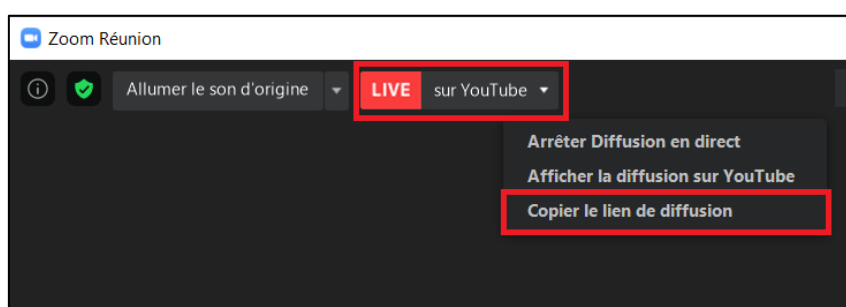 Zoom Réunion
Allumer le son d'origine
LIVE sur YouTube
Arrêter Diffusion en direct
Afficher la diffusion sur YouTube
Copier le lien de diffusion